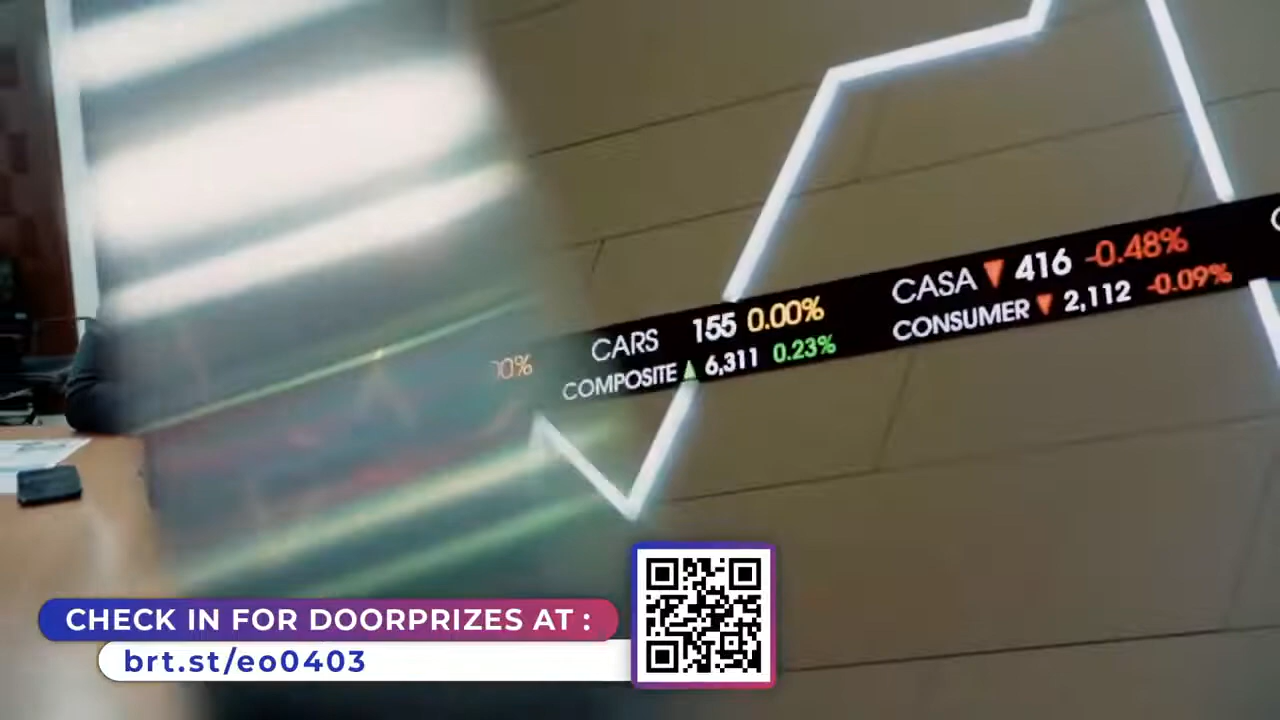 CASA ▼ 416 -0.48%
CARS 155 0.00%
CONSUMER ▼ 2,112 -0.09%
COMPOSITE ▲ 6,311 0.23%
CHECK IN FOR DOORPRIZES AT :
brt.st/eo0403